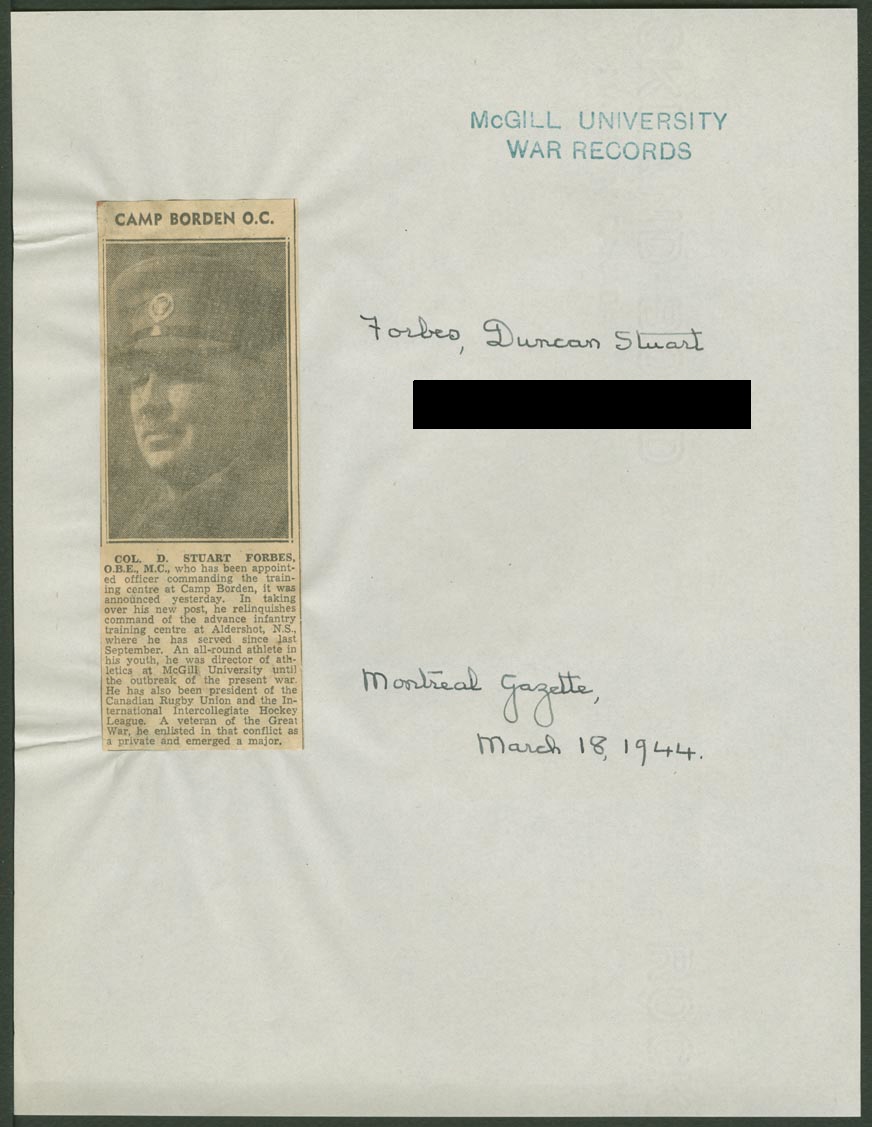 McGILL UNIVERSITY
WAR RECORDS
CAMP BORDEN O.C.
Forbes, Duncan Stuart
COL. D. STUART FORBES,
O.B.E., M.C., who has been appoint-
ed officer commanding the train-
ing centre at Camp Borden, it was
announced yesterday. In taking
over his new post, he relinquishes
command of the advance infantry
training centre at Aldershot, N.S.,
where he has served since last
September. An all-round athlete in
his youth, he was director of ath-
letics at McGill University until
the outbreak of the present war.
He has also been president of the
Canadian Rugby Union and the In-
ternational Intercollegiate Hockey
League. A veteran of the Great
War, he enlisted in that conflict as
a private and emerged a major.
Montreal Gazette,
March 18, 1944.